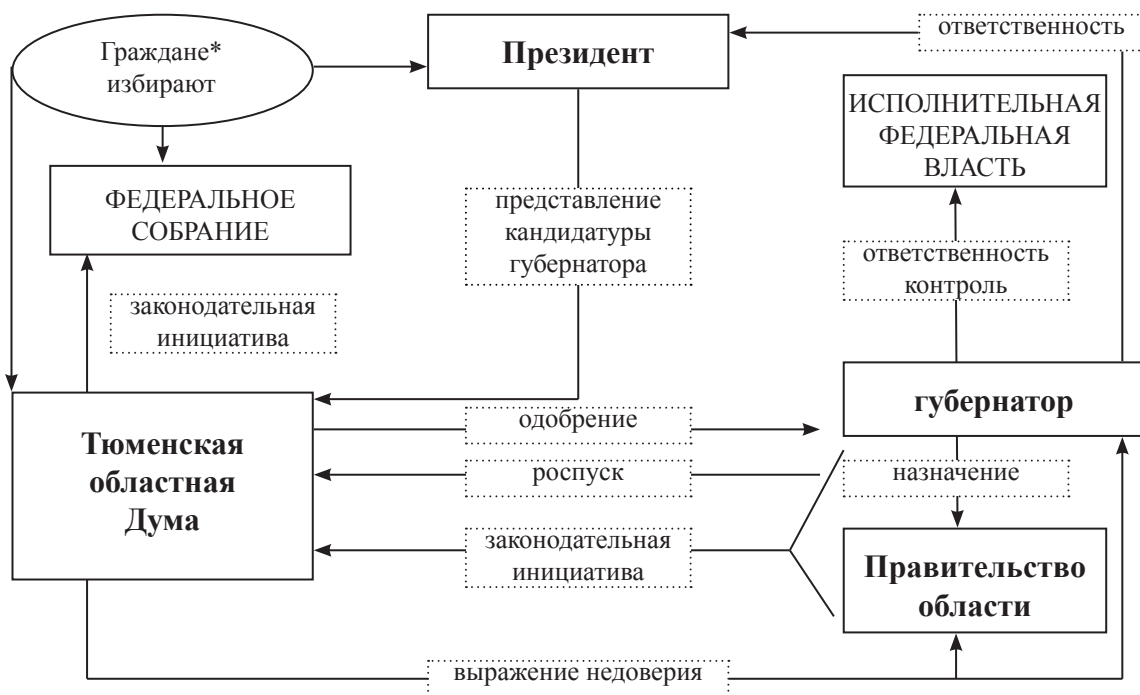 Граждане*
избирают
Президент
ответственность
ИСПОЛНИТЕЛЬНАЯ
ФЕДЕРАЛЬНАЯ
ВЛАСТЬ
ФЕДЕРАЛЬНОЕ
СОБРАНИЕ
представление
кандидатуры
губернатора
ответственность
контроль
законодательная
инициатива
губернатор
Тюменская
областная
Дума
одобрение
роспуск
назначение
законодательная
инициатива
Правительство
области
выражение недоверия